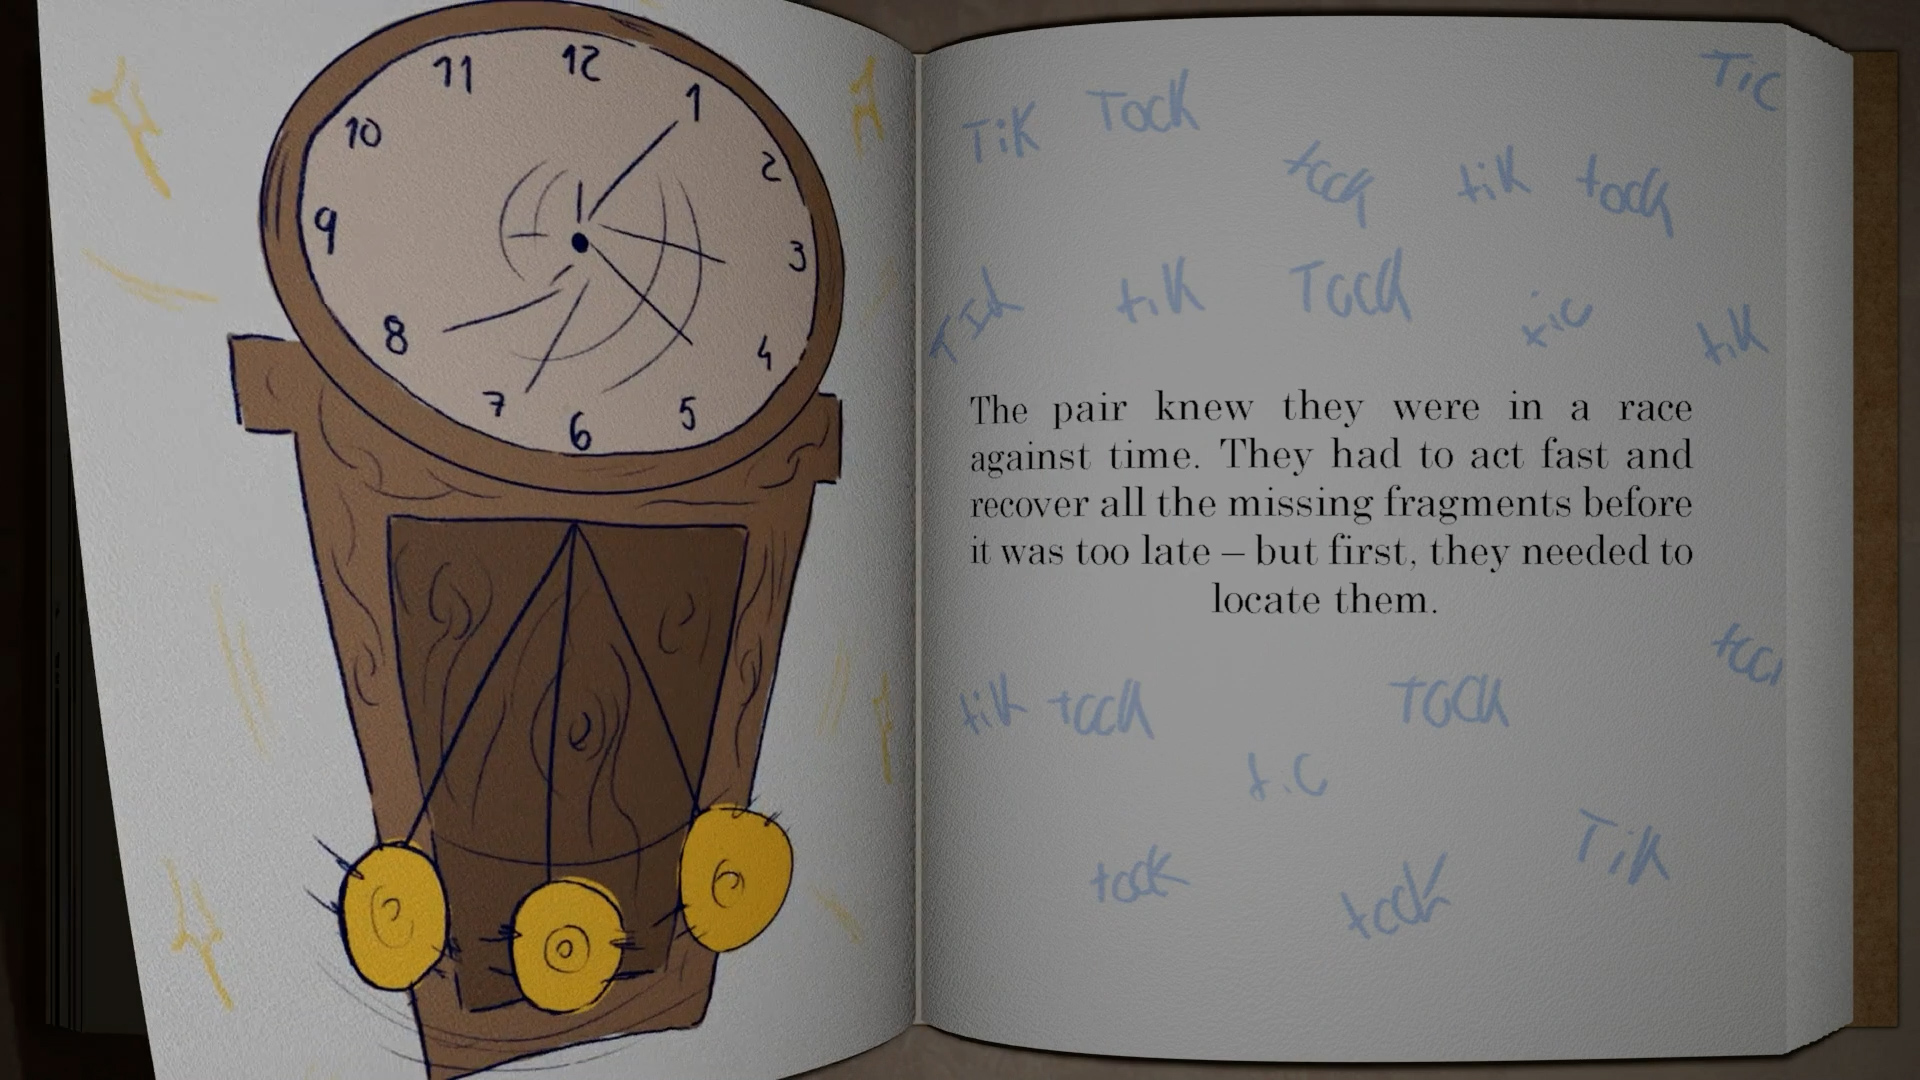 12
11
1
10
2
9
3
8
4
7
5
6
TIC
TiK TOCK
tock tiK tock
tiK TOCK tic tiK
The pair knew they were in a race
against time. They had to act fast and
recover all the missing fragments before
it was too late – but first, they needed to
locate them.
tiK tocK TOCK
t.c
TiK
tock tock